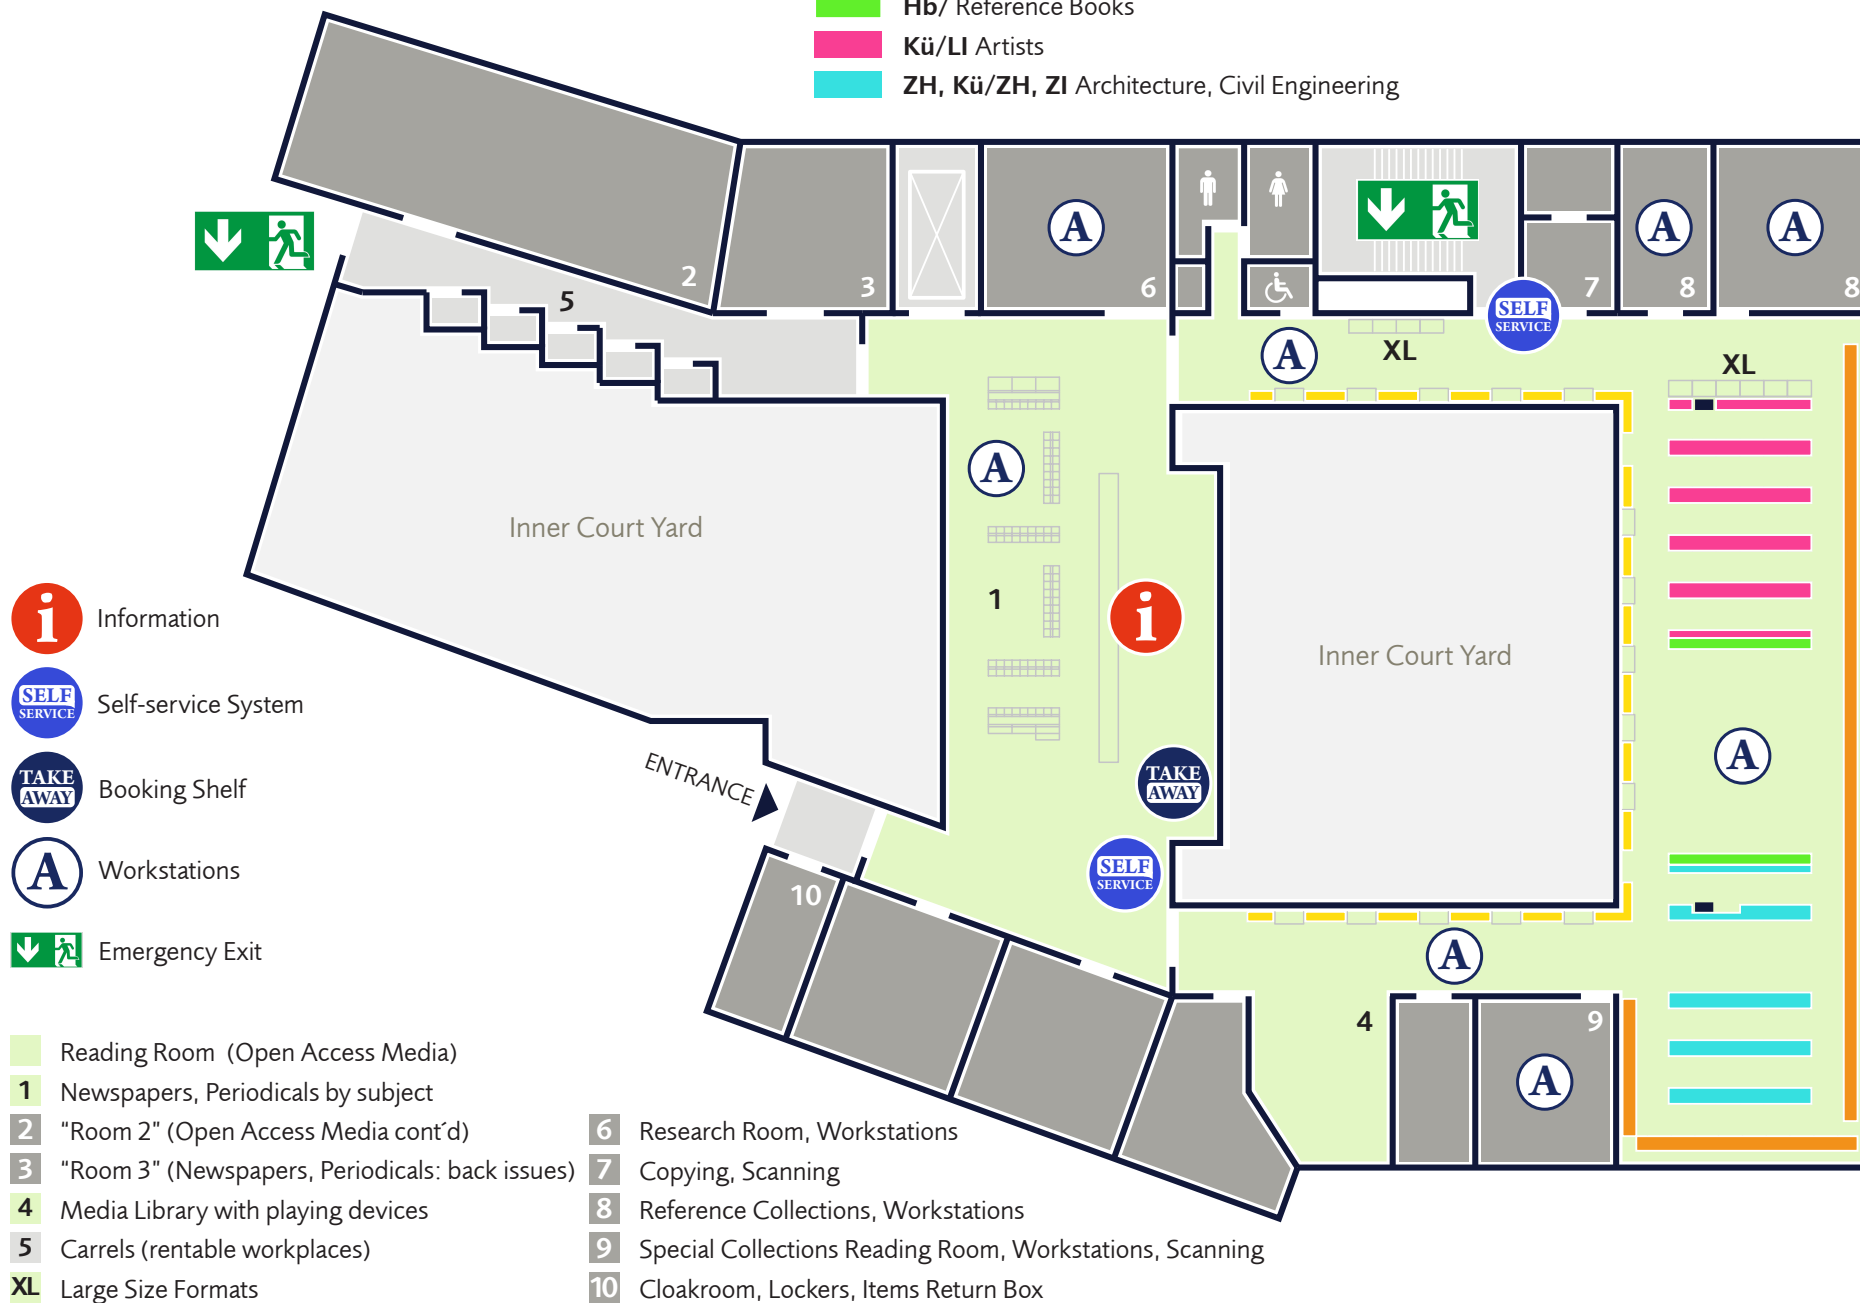 Hb/ Reference Books
Kü/LI Artists
ZH, Kü/ZH, ZI Architecture, Civil Engineering
2
3
A
6
7
A
8
A
8
5
SELF
SERVICE
A
XL
XL
A
Inner Court Yard
1
i
Inner Court Yard
A
ENTRANCE
TAKE
AWAY
SELF
SERVICE
10
A
4
9
A
i Information
SELF
SERVICE
Self-service System
TAKE
AWAY
Booking Shelf
A Workstations
Emergency Exit
Reading Room (Open Access Media)
1 Newspapers, Periodicals by subject
2 “Room 2” (Open Access Media cont´d)
3 “Room 3” (Newspapers, Periodicals: back issues)
4 Media Library with playing devices
5 Carrels (rentable workplaces)
XL Large Size Formats
6 Research Room, Workstations
7 Copying, Scanning
8 Reference Collections, Workstations
9 Special Collections Reading Room, Workstations, Scanning
10 Cloakroom, Lockers, Items Return Box